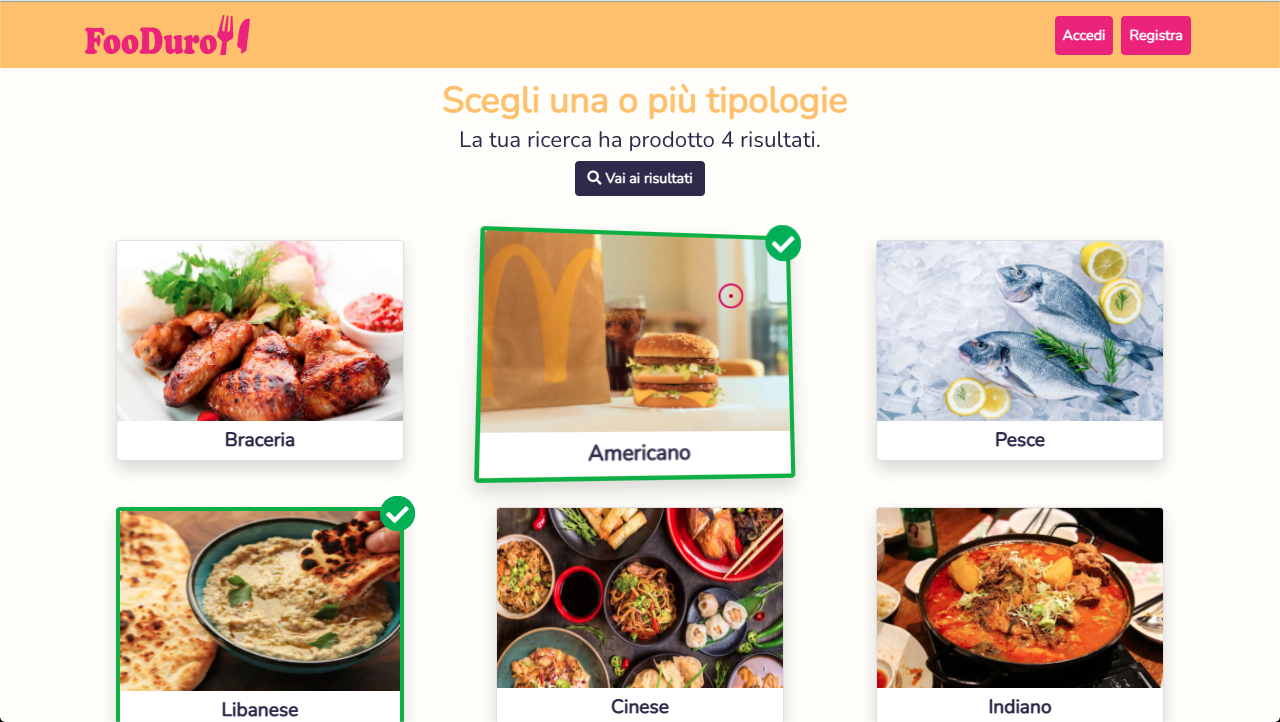 FooDuro
Accedi
Registra
Scegli una o più tipologie
La tua ricerca ha prodotto 4 risultati.
Vai ai risultati
Braceria
Americano
Pesce
Libanese
Cinese
Indiano